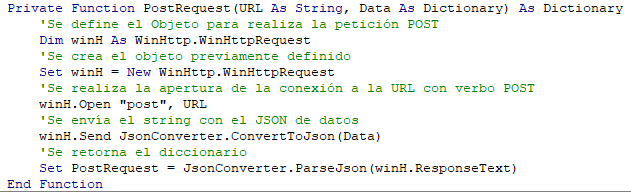 Private Function PostRequest(URL As String, Data As Dictionary) As Dictionary
'Se define el Objeto para realiza la petición POST
Dim winH As WinHttp.WinHttpRequest
'Se crea el objeto previamente definido
Set winH = New WinHttp.WinHttpRequest
'Se realiza la apertura de la conexión a la URL con verbo POST
winH.Open "post", URL
'Se envía el string con el JSON de datos
winH.Send JsonConverter.ConvertToJson(Data)
'Se retorna el diccionario
Set PostRequest = JsonConverter.ParseJson(winH.ResponseText)
End Function